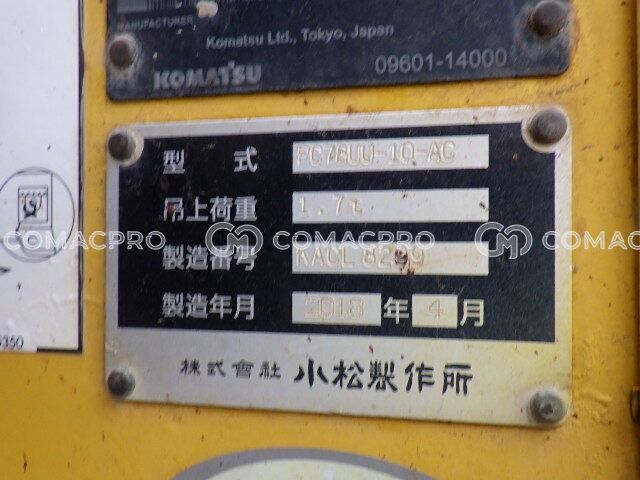 MANUFACTURER
Komatsu Ltd., Tokyo, Japan
KOMATSU 09601-14000
型式 PC78UU-10-AC
吊上荷重 1.7t
COMACPRO COMACPRO COMACPRO
製造番号
製造年月 2018 年 4 月
株式會社 小松製作所